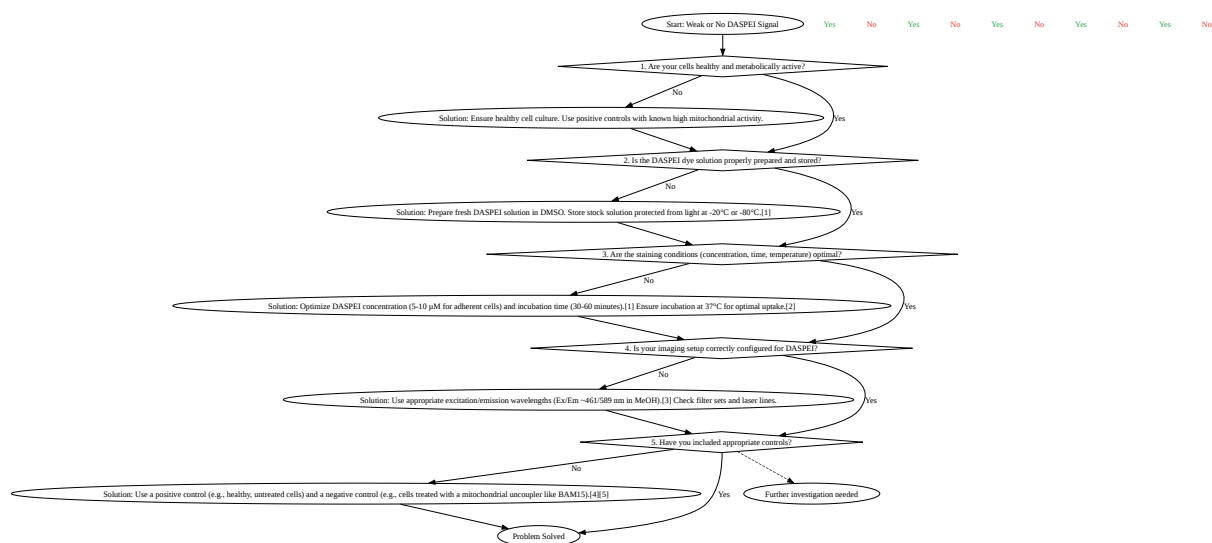 Start: Weak or No DASPEI Signal
Yes No Yes No Yes No Yes No Yes No
1. Are your cells healthy and metabolically active?
No
Solution: Ensure healthy cell culture. Use positive controls with known high mitochondrial activity.
Yes
2. Is the DASPEI dye solution properly prepared and stored?
No
Solution: Prepare fresh DASPEI solution in DMSO. Store stock solution protected from light at -20°C or -80°C.[1]
Yes
3. Are the staining conditions (concentration, time, temperature) optimal?
No
Solution: Optimize DASPEI concentration (5-10 µM for adherent cells) and incubation time (30-60 minutes).[1] Ensure incubation at 37°C for optimal uptake.[2]
Yes
4. Is your imaging setup correctly configured for DASPEI?
No
Solution: Use appropriate excitation/emission wavelengths (Ex/Em ~461/589 nm in MeOH).[3] Check filter sets and laser lines.
Yes
5. Have you included appropriate controls?
No
Solution: Use a positive control (e.g., healthy, untreated cells) and a negative control (e.g., cells treated with a mitochondrial uncoupler like BAM15).[4][5]
Yes
Further investigation needed
Problem Solved